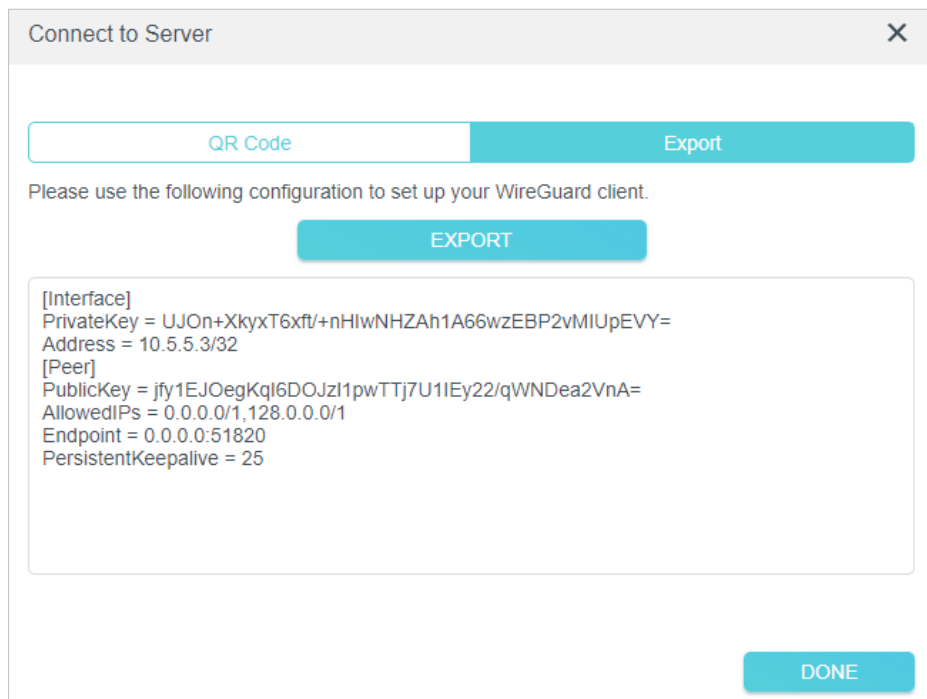 Connect to Server
QR Code
Export
Please use the following configuration to set up your WireGuard client.
EXPORT
[Interface]
PrivateKey = UJOn+XkyxT6xft/+nHIwNHZAh1A66wzEBP2vMIUpEVY=
Address = 10.5.5.3/32
[Peer]
PublicKey = jfy1EJOegKqI6DOJzI1pwTTj7U1IEy22/qWNDea2VnA=
AllowedIPs = 0.0.0.0/1,128.0.0.0/1
Endpoint = 0.0.0.0:51820
PersistentKeepalive = 25
DONE